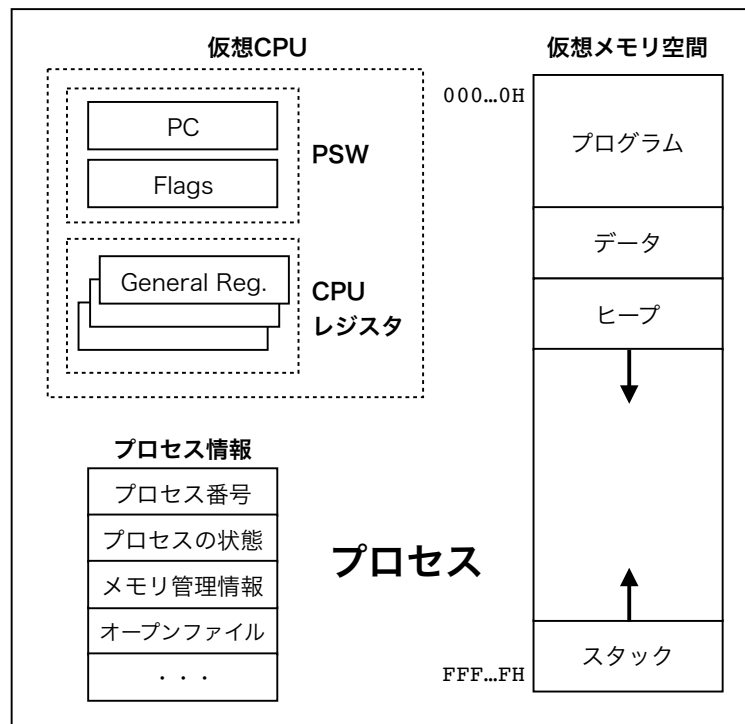 仮想CPU
PC
Flags
PSW
General Reg.
CPU
レジスタ
プロセス情報
プロセス番号
プロセスの状態
メモリ管理情報
オープンファイル
・・・
プロセス
仮想メモリ空間
000…0H
プログラム
データ
ヒープ
スタック
FFF…FH